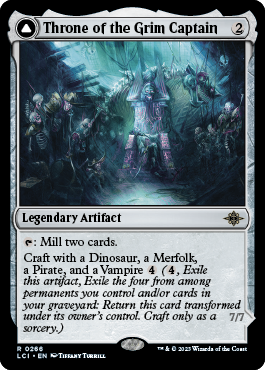 Throne of the Grim Captain 2
Legendary Artifact
: Mill two cards.
Craft with a Dinosaur, a Merfolk,
a Pirate, and a Vampire 4 (4, Exile
this artifact, Exile the four from among
permanents you control and/or cards in
your graveyard: Return this card transformed
under its owner's control. Craft only as a
sorcery.)
7/7
R 0266
LCI • EN TIFFANY TURRILL
™ & © 2023 Wizards of the Coast